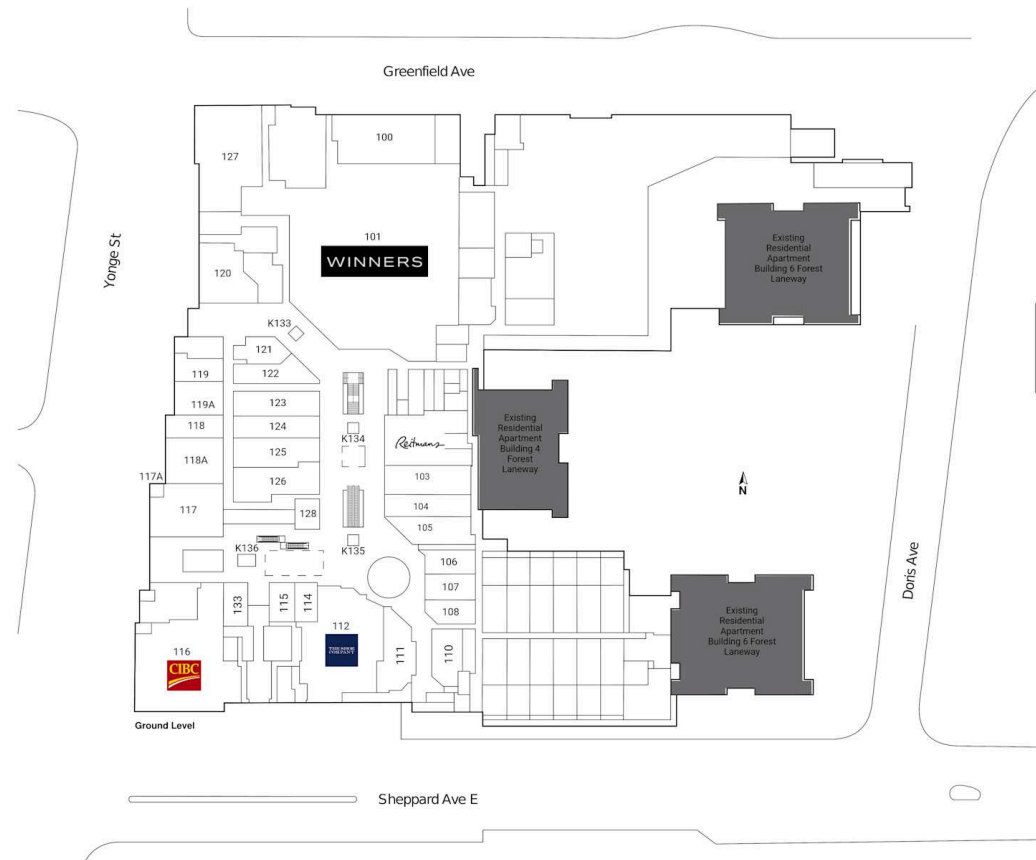 Greenfield Ave
100
127
101
WINNERS
Existing
Residential
Apartment
Building 6 Forest
Laneway
Yonge St
120
K133
121
119
122
123
119A
118
124
K134
Reitmans
Existing
Residential
Apartment
Building 4
Forest
Laneway
118A
125
103
117A
126
N
117
128
104
105
K136
K135
106
107
108
133
115
114
112
THE SHOE
COMPANY
111
110
116
CIBC
Existing
Residential
Apartment
Building 6 Forest
Laneway
Doris Ave
Ground Level
Sheppard Ave E